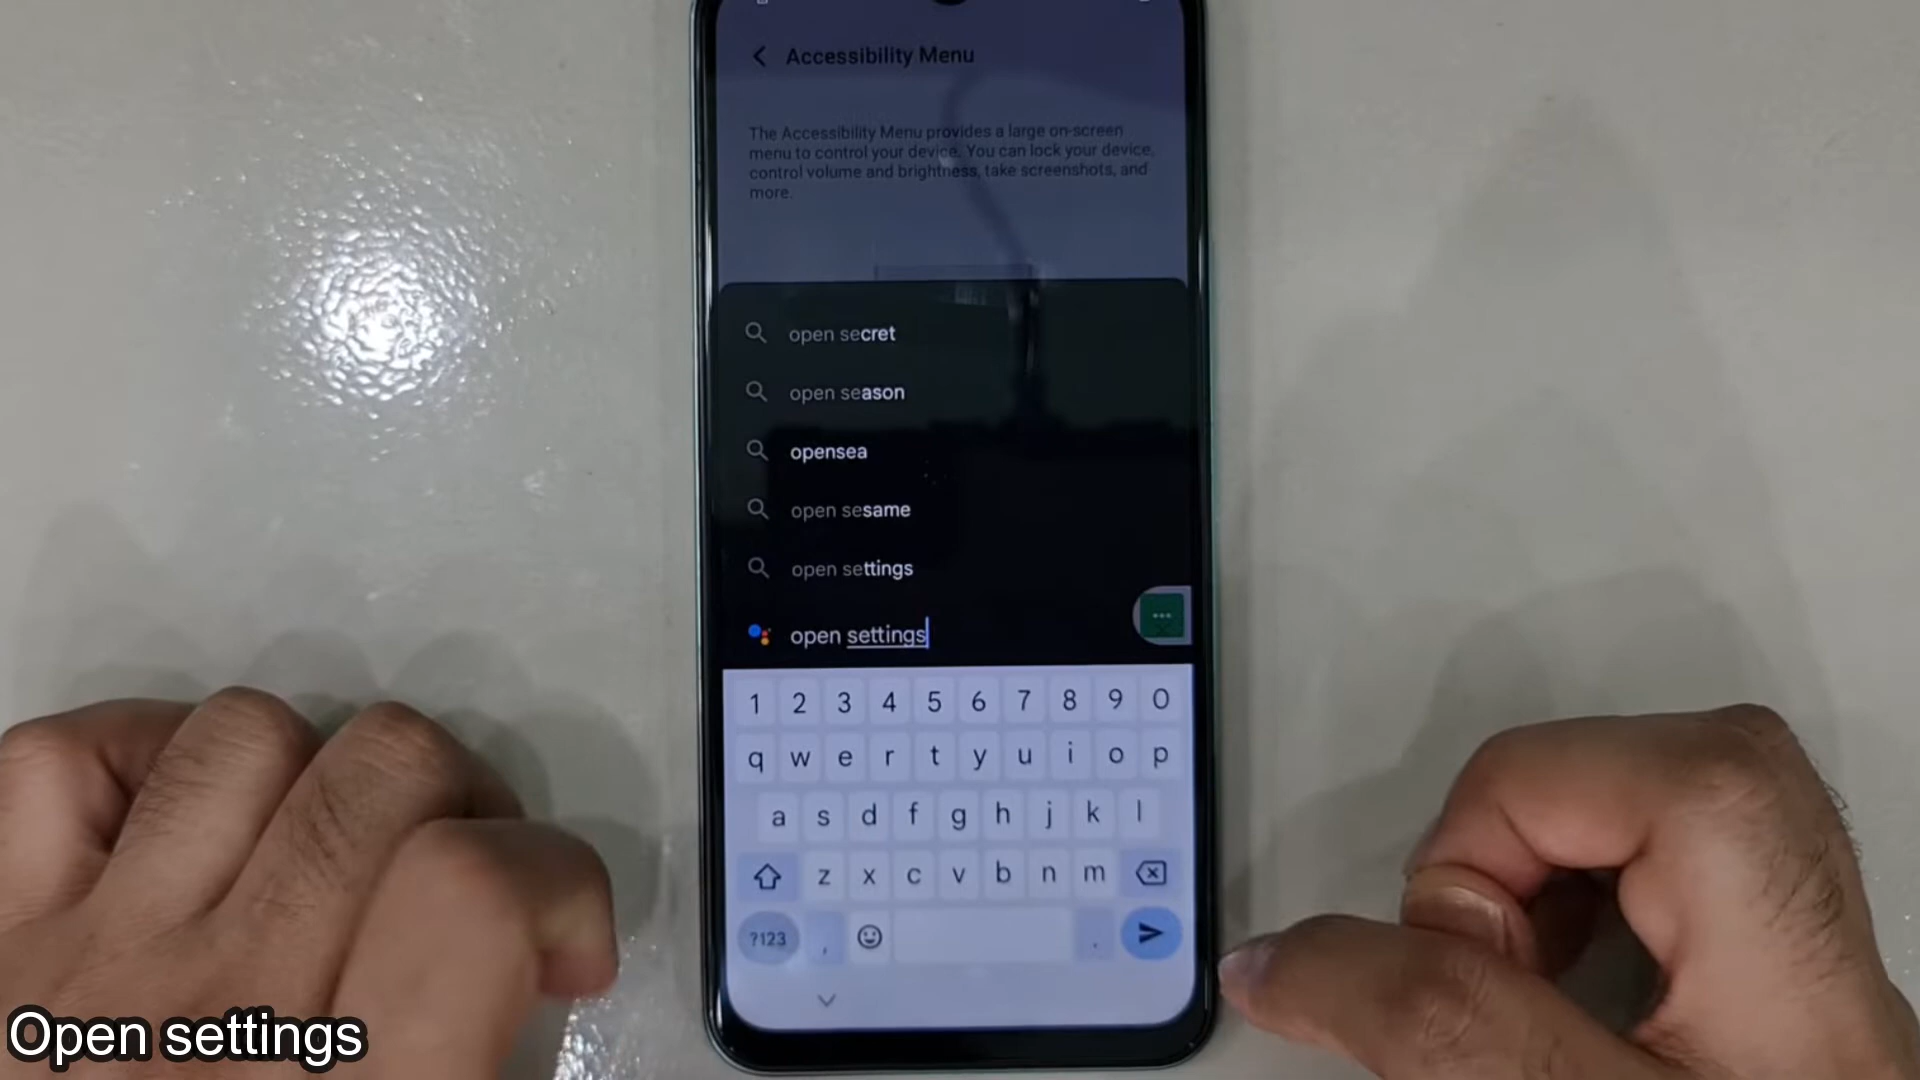 Accessibility Menu
The Accessibility Menu provides a large on-screen
menu to control your device. You can lock your device,
control volume and brightness, take screenshots, and
more.
open secret
open season
opensea
open sesame
open settings
open settings
1 2 3 4 5 6 7 8 9 0
q w e r t y u i o p
a s d f g h j k l
z x c v b n m
?123 , .
Open settings